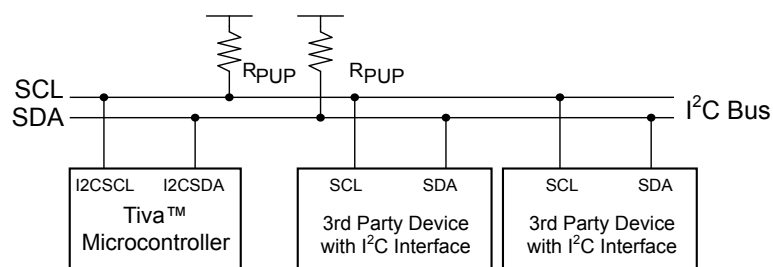 RPUP RPUP
SCL
SDA
I²C Bus
I2CSCL I2CSDA
Tiva™
Microcontroller
SCL SDA
3rd Party Device
with I²C Interface
SCL SDA
3rd Party Device
with I²C Interface